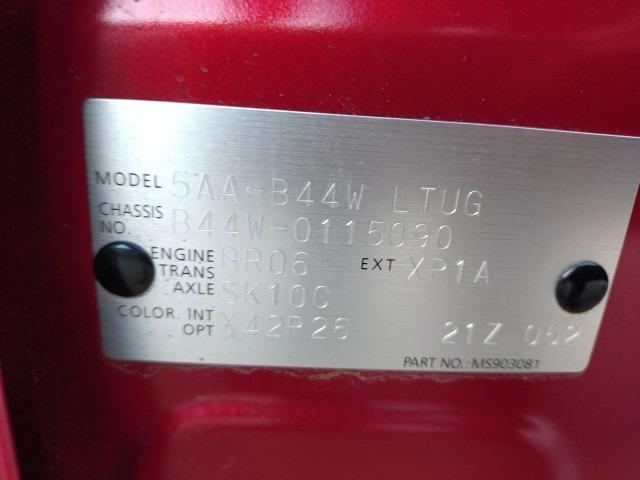 MODEL 5AA-B44W LTUG
CHASSIS NO. B44W-0115090
ENGINE BR06 EXT XP1A
TRANS AXLE SK10C
COLOR. INT OPT X42P26 21Z 062
PART NO.: MS903081